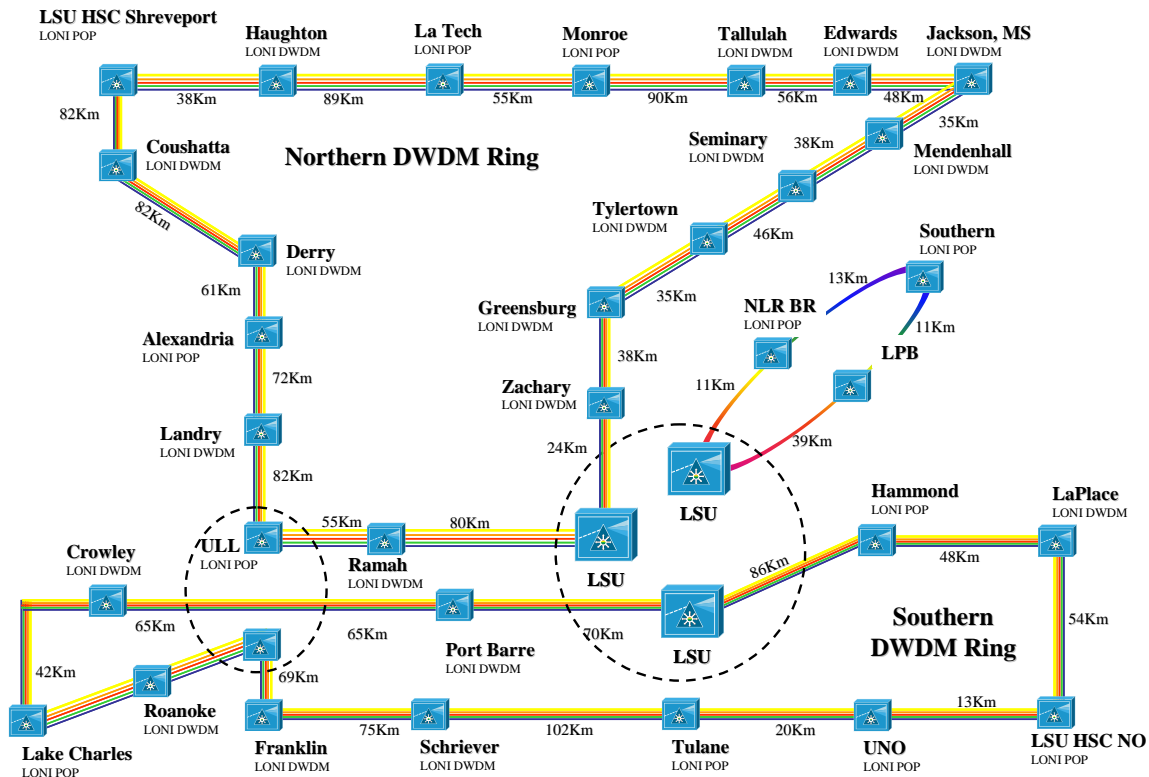 LSU HSC Shreveport
LONI POP
Haughton
LONI DWDM
La Tech
LONI POP
Monroe
LONI POP
Tallulah
LONI DWDM
Edwards
LONI DWDM
Jackson, MS
LONI DWDM
38Km
89Km
55Km
90Km
56Km
48Km
82Km
35Km
Coushatta
LONI DWDM
Northern DWDM Ring
Seminary
LONI DWDM
38Km
Mendenhall
LONI DWDM
82Km
Tylertown
LONI DWDM
46Km
Derry
LONI DWDM
Southern
LONI POP
61Km
35Km
13Km
Greensburg
LONI DWDM
NLR BR
LONI POP
11Km
Alexandria
LONI POP
38Km
LPB
72Km
Zachary
LONI DWDM
11Km
Landry
LONI DWDM
24Km
39Km
82Km
LSU
Hammond
LONI POP
LaPlace
LONI DWDM
55Km
80Km
ULL
LONI POP
Ramah
LONI DWDM
LSU
86Km
48Km
Crowley
LONI DWDM
65Km
65Km
70Km
Southern
DWDM Ring
54Km
Port Barre
LONI DWDM
LSU
42Km
69Km
Roanoke
LONI DWDM
13Km
75Km
102Km
20Km
Lake Charles
LONI POP
Franklin
LONI DWDM
Schriever
LONI DWDM
Tulane
LONI POP
UNO
LONI POP
LSU HSC NO
LONI POP